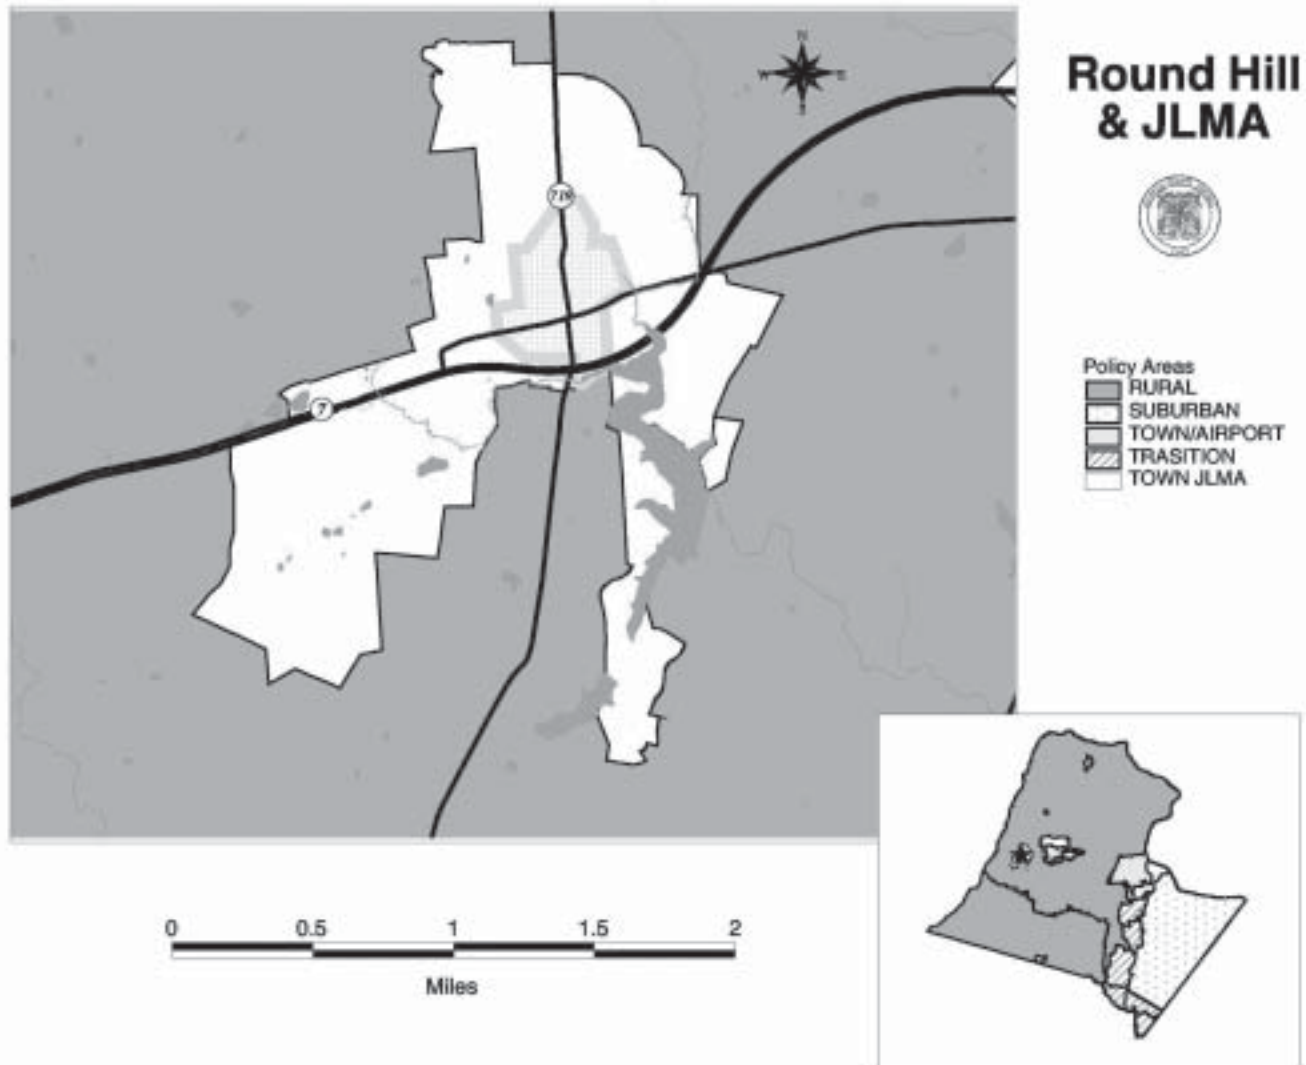 Round Hill
& JLMA
N
W
E
S
719
7
Policy Areas
RURAL
SUBURBAN
TOWN/AIRPORT
TRASITION
TOWN JLMA
0 0.5 1 1.5 2
Miles